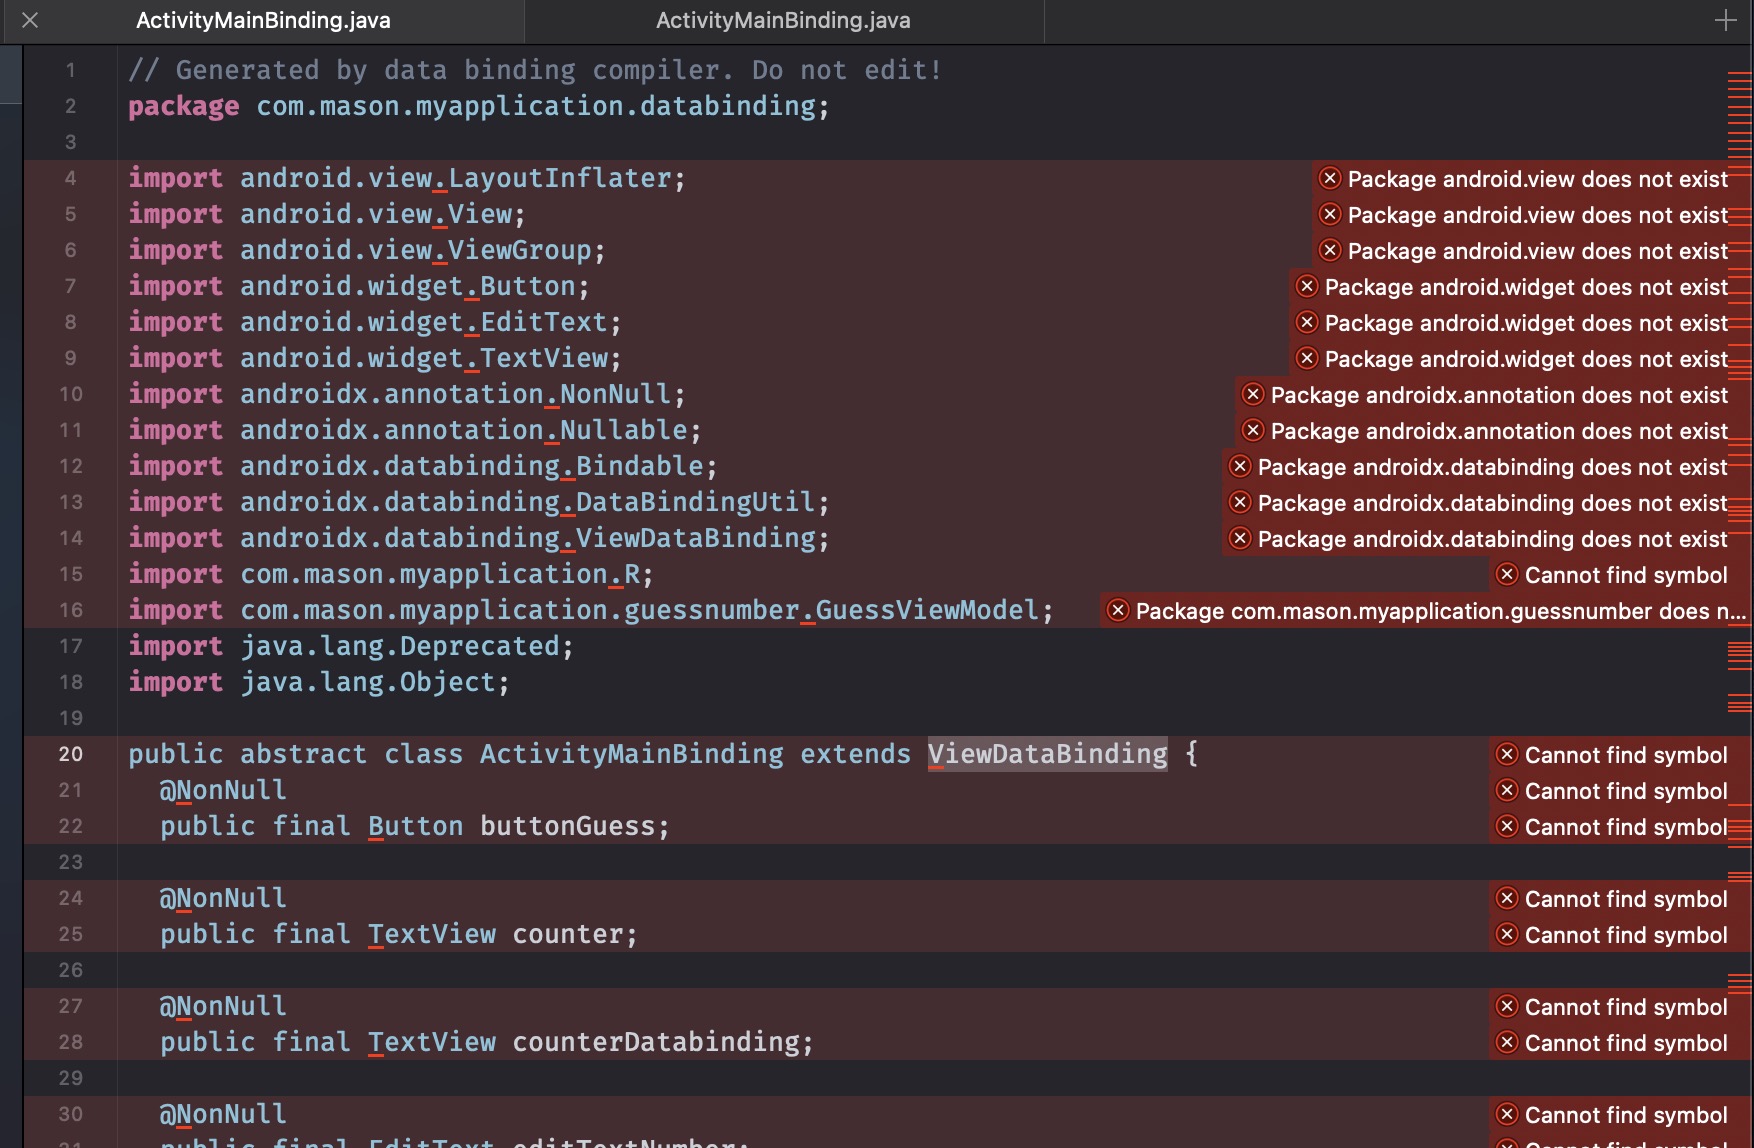 ActivityMainBinding.java
ActivityMainBinding.java
1 // Generated by data binding compiler. Do not edit!
2 package com.mason.myapplication.databinding;
3
4 import android.view.LayoutInflater; Package android.view does not exist
5 import android.view.View; Package android.view does not exist
6 import android.view.ViewGroup; Package android.view does not exist
7 import android.widget.Button; Package android.widget does not exist
8 import android.widget.EditText; Package android.widget does not exist
9 import android.widget.TextView; Package android.widget does not exist
10 import androidx.annotation.NonNull; Package androidx.annotation does not exist
11 import androidx.annotation.Nullable; Package androidx.annotation does not exist
12 import androidx.databinding.Bindable; Package androidx.databinding does not exist
13 import androidx.databinding.DataBindingUtil; Package androidx.databinding does not exist
14 import androidx.databinding.ViewDataBinding; Package androidx.databinding does not exist
15 import com.mason.myapplication.R; Cannot find symbol
16 import com.mason.myapplication.guessnumber.GuessViewModel; Package com.mason.myapplication.guessnumber does n...
17 import java.lang.Deprecated;
18 import java.lang.Object;
19
20 public abstract class ActivityMainBinding extends ViewDataBinding { Cannot find symbol
21 @NonNull Cannot find symbol
22 public final Button buttonGuess; Cannot find symbol
23
24 @NonNull Cannot find symbol
25 public final TextView counter; Cannot find symbol
26
27 @NonNull Cannot find symbol
28 public final TextView counterDatabinding; Cannot find symbol
29
30 @NonNull Cannot find symbol
31 public final EditText editTextNumber; Cannot find symbol